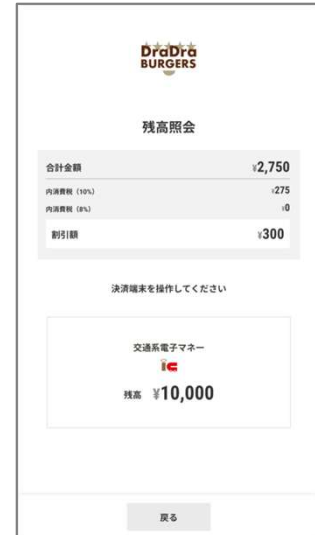 DraDra
BURGERS
残高照会
合計金額 ¥2,750
内消費税（10%） ¥275
内消費税（8%） ¥0
割引額 ¥300
決済端末を操作してください
交通系電子マネー
ic
残高 ¥10,000
戻る